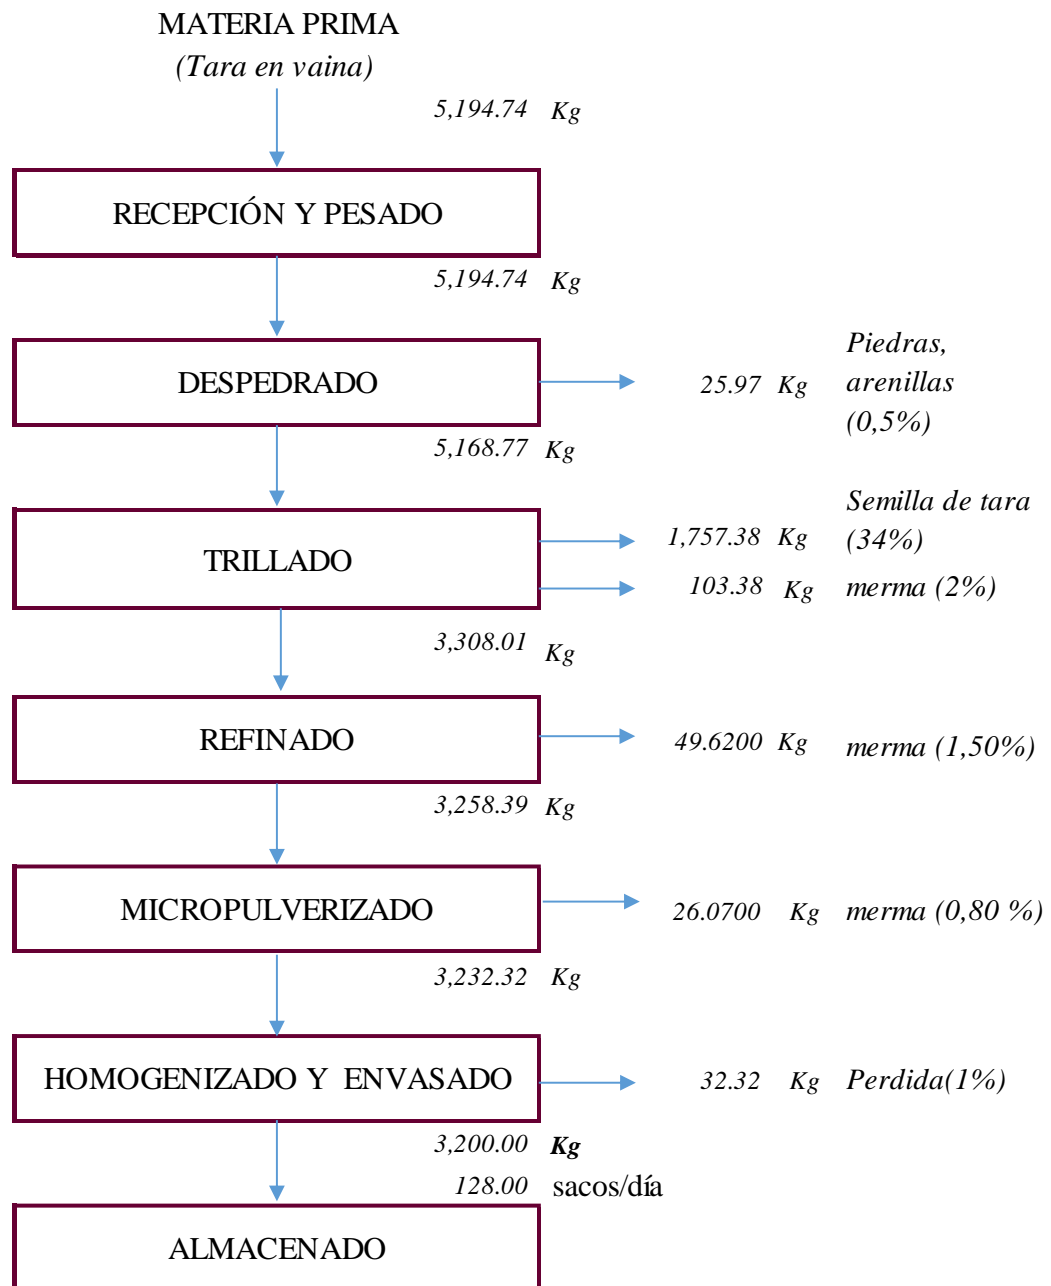 MATERIA PRIMA
(Tara en vaina)
5,194.74 Kg
RECEPCIÓN Y PESADO
5,194.74 Kg
DESPEDRADO
25.97 Kg
Piedras,
arenillas
(0,5%)
5,168.77 Kg
TRILLADO
1,757.38 Kg
Semilla de tara
(34%)
103.38 Kg merma (2%)
3,308.01 Kg
REFINADO
49.6200 Kg merma (1,50%)
3,258.39 Kg
MICROPULVERIZADO
26.0700 Kg merma (0,80 %)
3,232.32 Kg
HOMOGENIZADO Y ENVASADO
32.32 Kg Perdida(1%)
3,200.00 Kg
128.00 sacos/día
ALMACENADO